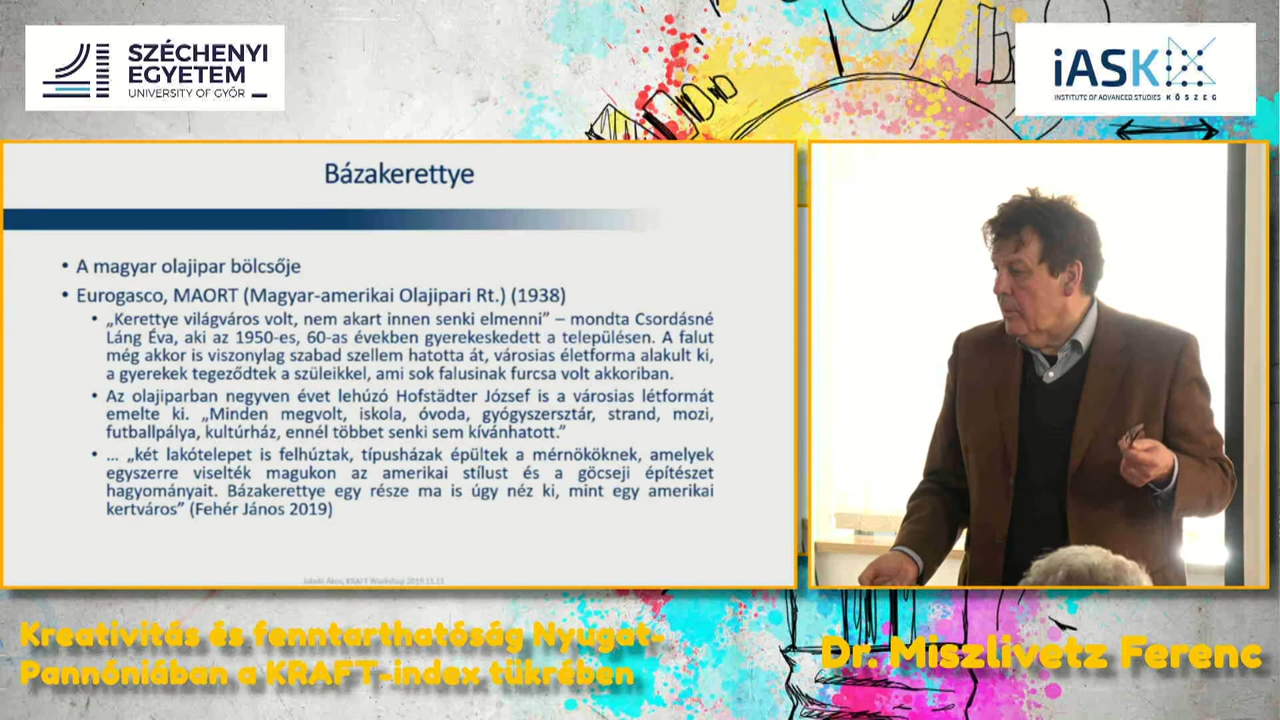 SZÉCHENYI
EGYETEM
UNIVERSITY OF GYŐR
iASK
INSTITUTE OF ADVANCED STUDIES KŐSZEG
Bázakerettye
• A magyar olajipar bölcsője
• Eurogasco, MAORT (Magyar-amerikai Olajipari Rt.) (1938)
• „Kerettye világváros volt, nem akart innen senki elmenni” – mondta Csordásné
Láng Éva, aki az 1950-es, 60-as években gyerekeskedett a településen. A falut
még akkor is viszonylag szabad szellem hatotta át, városias életforma alakult ki,
a gyerekek tegeződtek a szüleikkel, ami sok falusinak furcsa volt akkoriban.
• Az olajiparban negyven évet lehúzó Hofstädter József is a városias létformát
emelte ki. „Minden megvolt, iskola, óvoda, gyógyszertár, strand, mozi,
futballpálya, kultúrház, ennél többet senki sem kívánhatott.”
• ... „két lakótelepet is felhúztak, típusházak épültek a mérnököknek, amelyek
egyszerre viselték magukon az amerikai stílust és a göcseji építészet
hagyományait. Bázakerettye egy része ma is úgy néz ki, mint egy amerikai
kertváros” (Fehér János 2019)
Ákos, KRAFT Workshop 2019.11.11
Kreativitás és fenntarthatóság Nyugat-
Pannóniában a KRAFT-index tükrében
Dr. Miszlivetz Ferenc